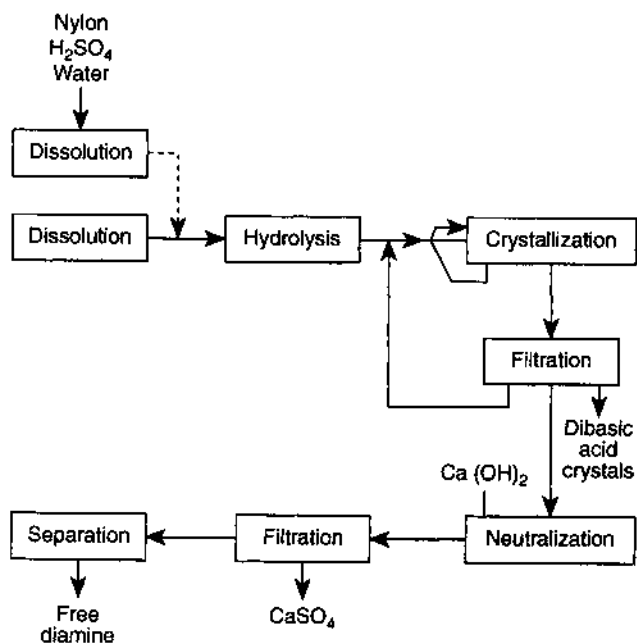 Nylon
H₂SO₄
Water
Dissolution
Dissolution
Hydrolysis
Crystallization
Filtration
Dibasic
acid
crystals
Ca (OH)₂
Separation
Filtration
Neutralization
Free
diamine
CaSO₄